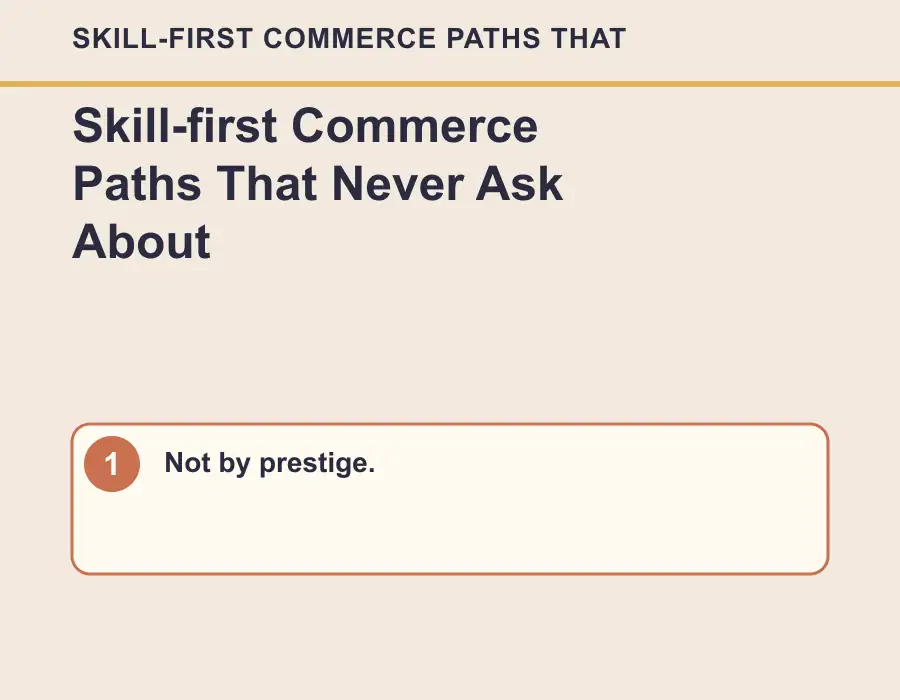 SKILL-FIRST COMMERCE PATHS THAT
Skill-first Commerce
Paths That Never Ask
About
1
Not by prestige.